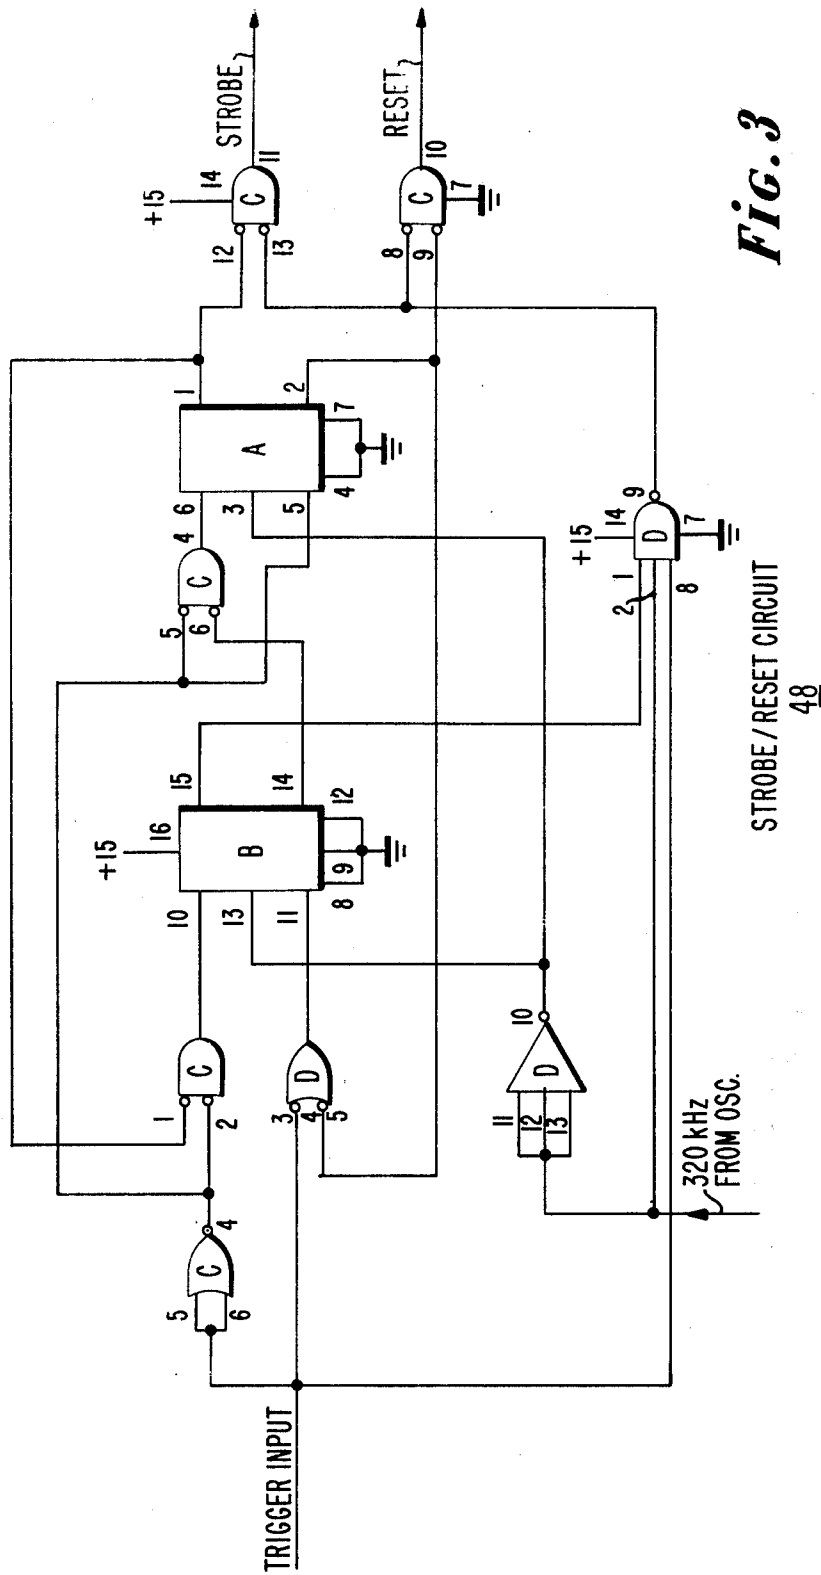 TRIGGER INPUT
5
6
C
4
1
2
C
3
4
5
D
11
12
13
D
10
320 kHz
FROM OSC.
+15
16
10
13
11
B
15
14
8
9
12
5
6
C
4
6
3
5
A
1
2
4
7
+15
14
1
2
8
D
9
7
+15
14
12
13
C
11
STROBE
8
9
C
10
7
RESET
STROBE/RESET CIRCUIT
48
FIG. 3